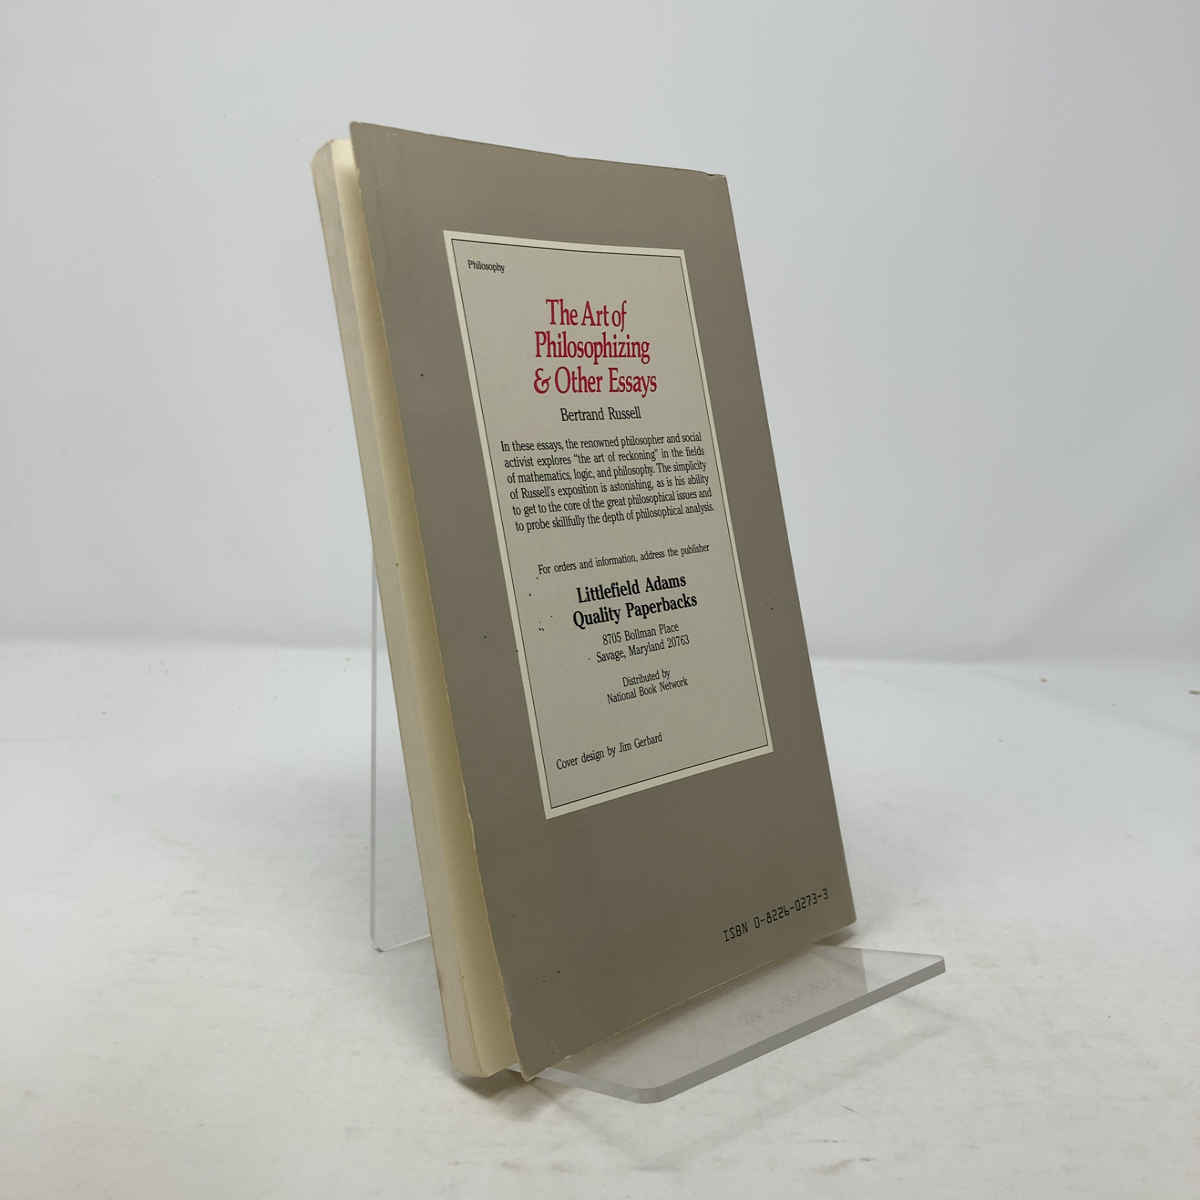 Philosophy
The Art of
Philosophizing
& Other Essays
Bertrand Russell
In these essays, the renowned philosopher and social
activist explores "the art of reckoning" in the fields
of mathematics, logic, and philosophy. The simplicity
of Russell's exposition is astonishing, as is his ability
to get to the core of the great philosophical issues and
to probe skillfully the depth of philosophical analysis.
For orders and information, address the publisher
Littlefield Adams
Quality Paperbacks
8705 Bollman Place
Savage, Maryland 20763
Distributed by
National Book Network
Cover design by Jim Gerhard
ISBN 0-8226-0273-3